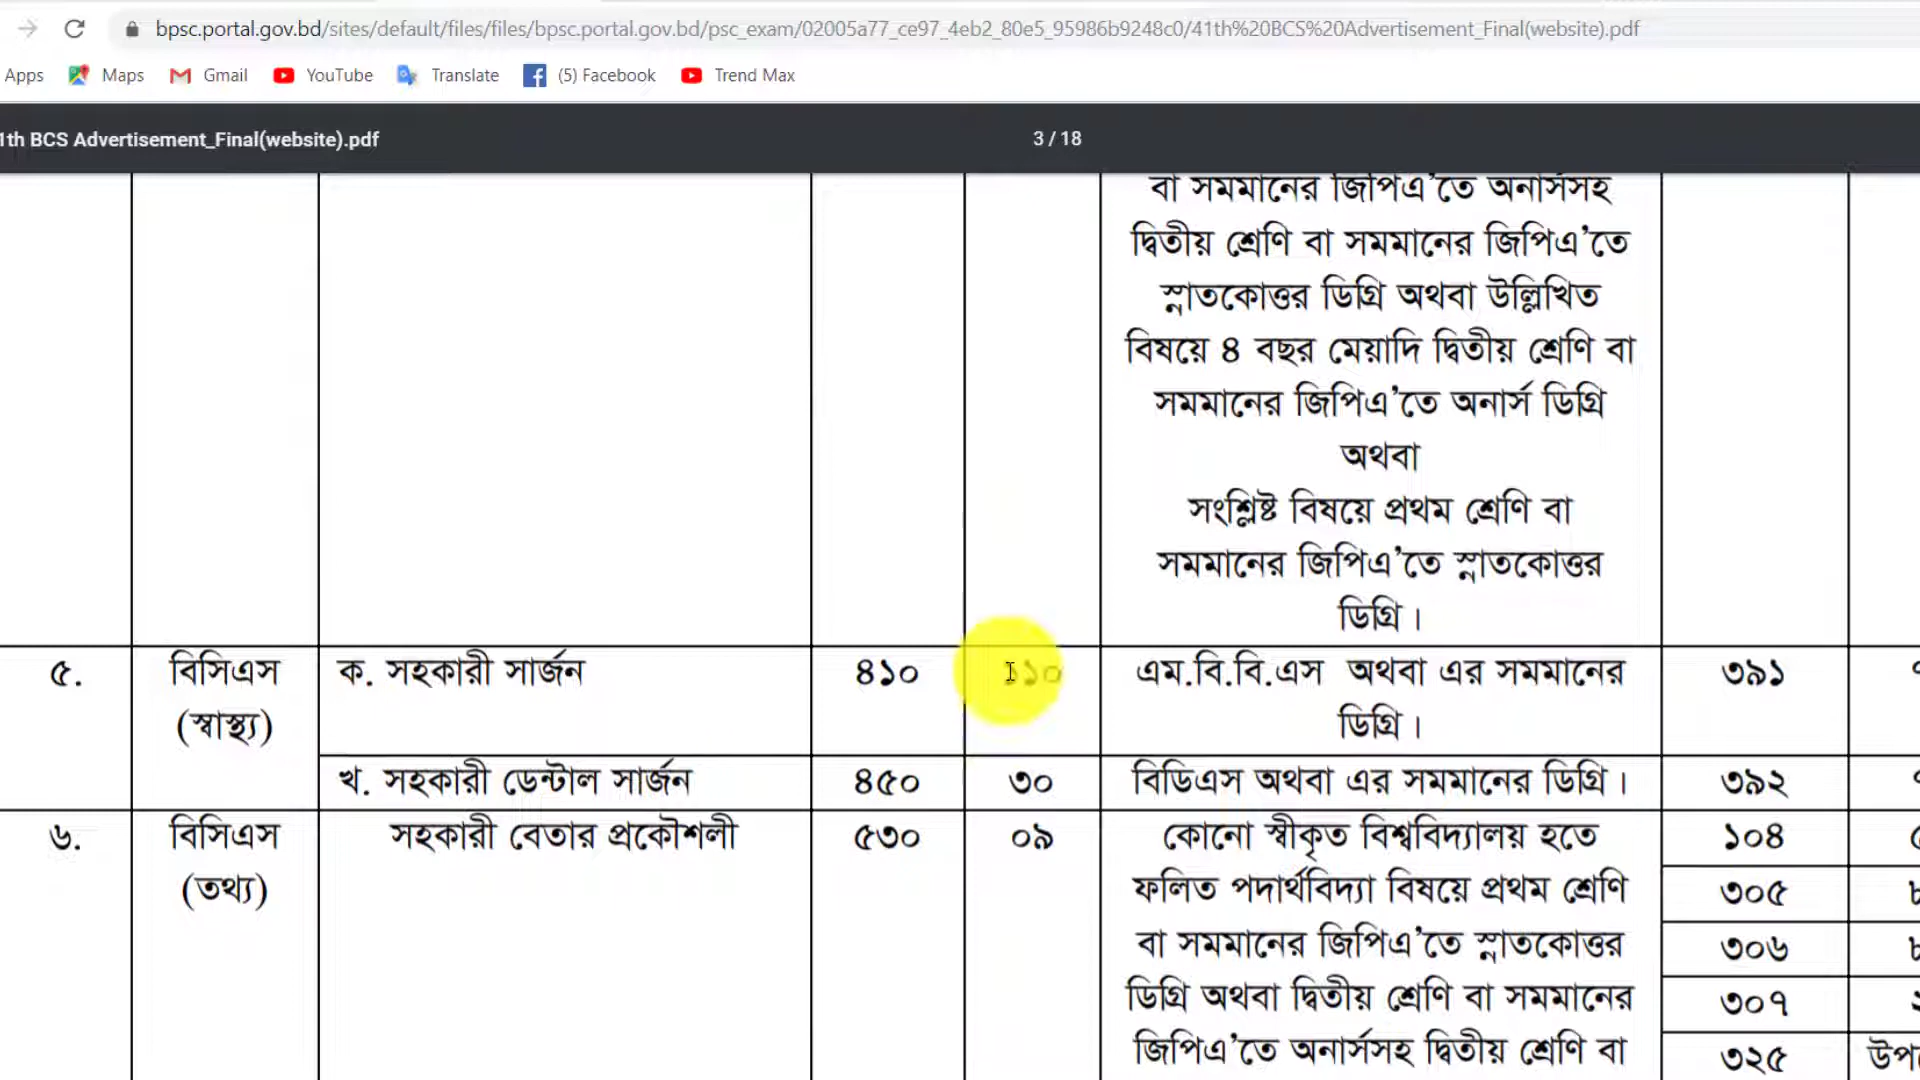 bpsc.portal.gov.bd/sites/default/files/files/bpsc.portal.gov.bd/psc_exam/02005a77_ce97_4eb2_80e5_95986b9248c0/41th%20BCS%20Advertisement_Final(website).pdf
Apps Maps Gmail YouTube Translate (5) Facebook Trend Max
1th BCS Advertisement_Final(website).pdf 3 / 18
বা সমমানের জিপিএ’তে অনার্সসহ
দ্বিতীয় শ্রেণি বা সমমানের জিপিএ’তে
স্নাতকোত্তর ডিগ্রি অথবা উল্লিখিত
বিষয়ে ৪ বছর মেয়াদি দ্বিতীয় শ্রেণি বা
সমমানের জিপিএ’তে অনার্স ডিগ্রি
অথবা
সংশ্লিষ্ট বিষয়ে প্রথম শ্রেণি বা
সমমানের জিপিএ’তে স্নাতকোত্তর
ডিগ্রি।
৫. বিসিএস ক. সহকারী সার্জন ৪১০ ১১০ এম.বি.বি.এস অথবা এর সমমানের ৩৯১
(স্বাস্থ্য) ডিগ্রি।
খ. সহকারী ডেন্টাল সার্জন ৪৫০ ৩০ বিডিএস অথবা এর সমমানের ডিগ্রি। ৩৯২
৬. বিসিএস সহকারী বেতার প্রকৌশলী ৫৩০ ০৯ কোনো স্বীকৃত বিশ্ববিদ্যালয় হতে ১০৪
(তথ্য) ফলিত পদার্থবিদ্যা বিষয়ে প্রথম শ্রেণি ৩০৫
বা সমমানের জিপিএ’তে স্নাতকোত্তর ৩০৬
ডিগ্রি অথবা দ্বিতীয় শ্রেণি বা সমমানের ৩০৭
জিপিএ’তে অনার্সসহ দ্বিতীয় শ্রেণি বা ৩২৫